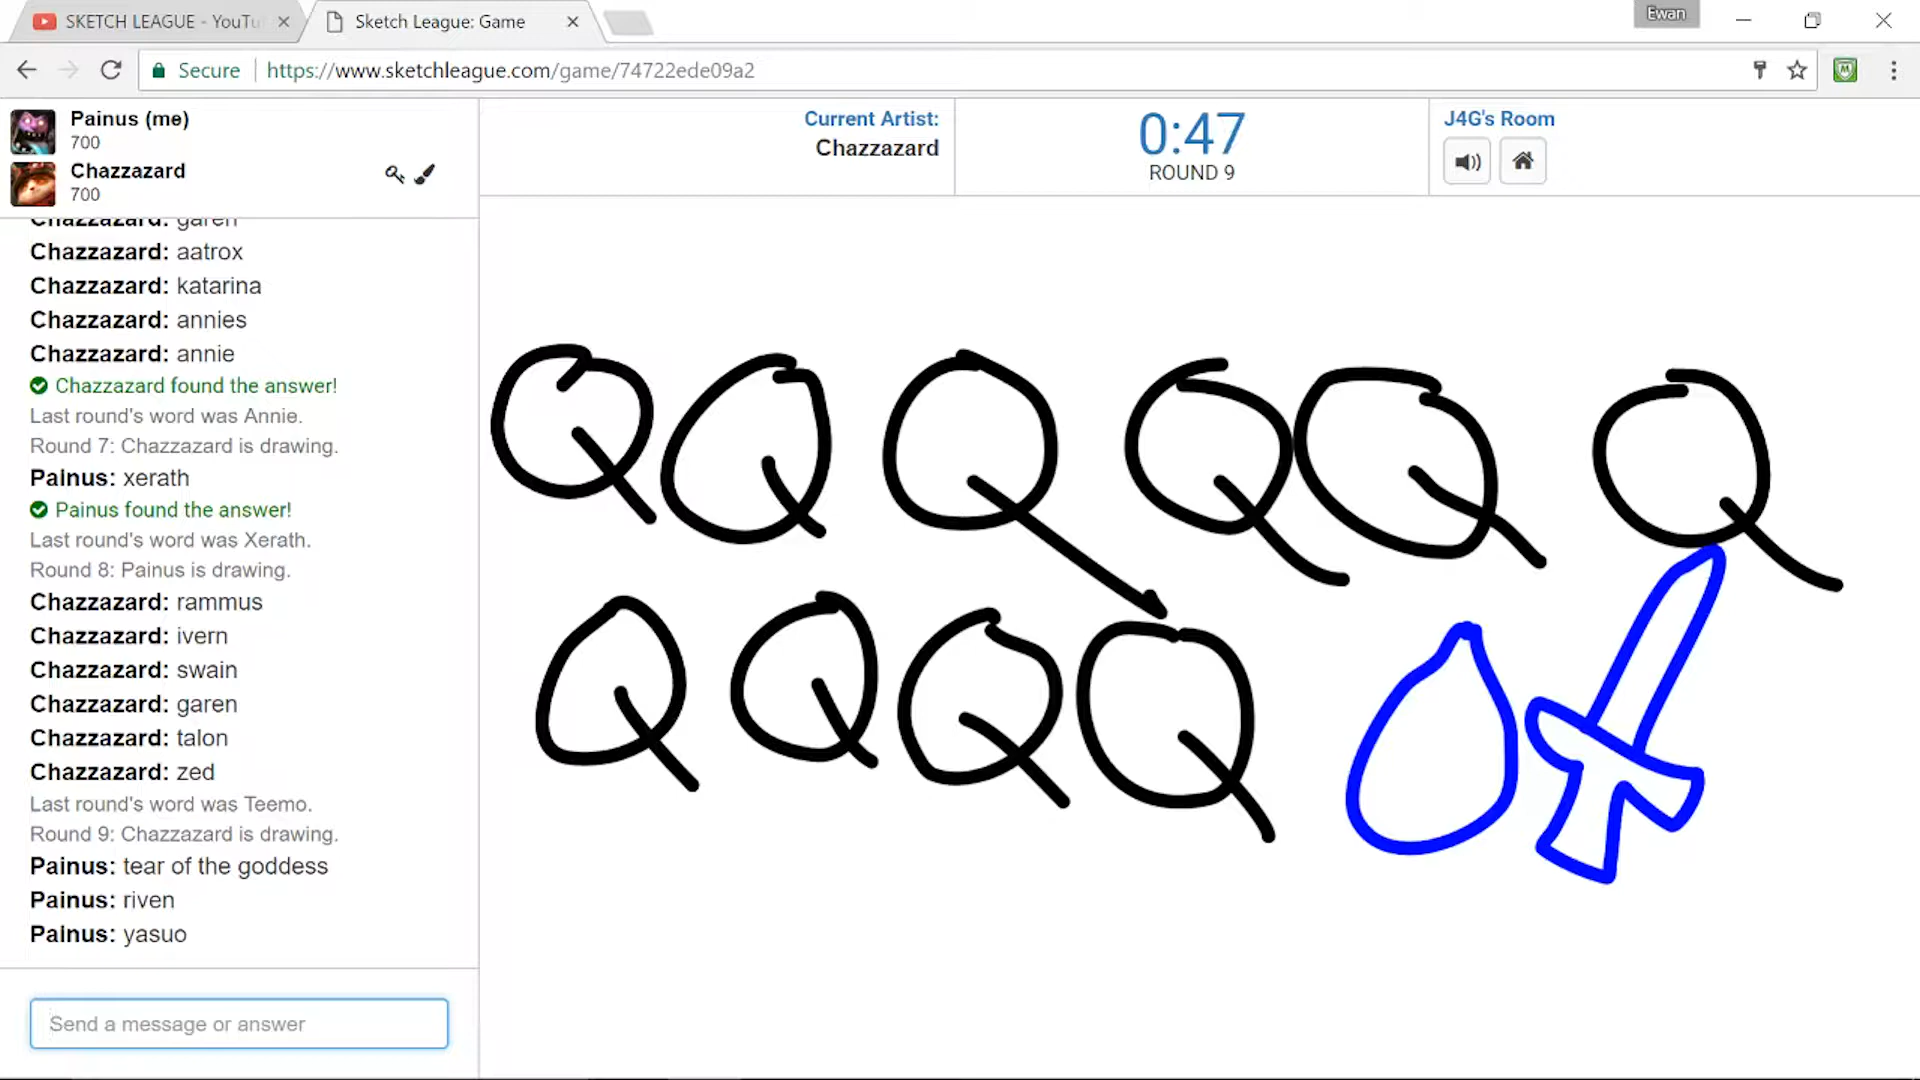 SKETCH LEAGUE - YouTu
Sketch League: Game
Ewan
Secure
https://www.sketchleague.com/game/74722ede09a2
Painus (me)
700
Chazzazard
700
Current Artist:
Chazzazard
0:47
ROUND 9
J4G's Room
Chazzazard: garen
Chazzazard: aatrox
Chazzazard: katarina
Chazzazard: annies
Chazzazard: annie
Chazzazard found the answer!
Last round's word was Annie.
Round 7: Chazzazard is drawing.
Painus: xerath
Painus found the answer!
Last round's word was Xerath.
Round 8: Painus is drawing.
Chazzazard: rammus
Chazzazard: ivern
Chazzazard: swain
Chazzazard: garen
Chazzazard: talon
Chazzazard: zed
Last round's word was Teemo.
Round 9: Chazzazard is drawing.
Painus: tear of the goddess
Painus: riven
Painus: yasuo
Send a message or answer
Q Q Q Q Q Q
Q Q Q Q